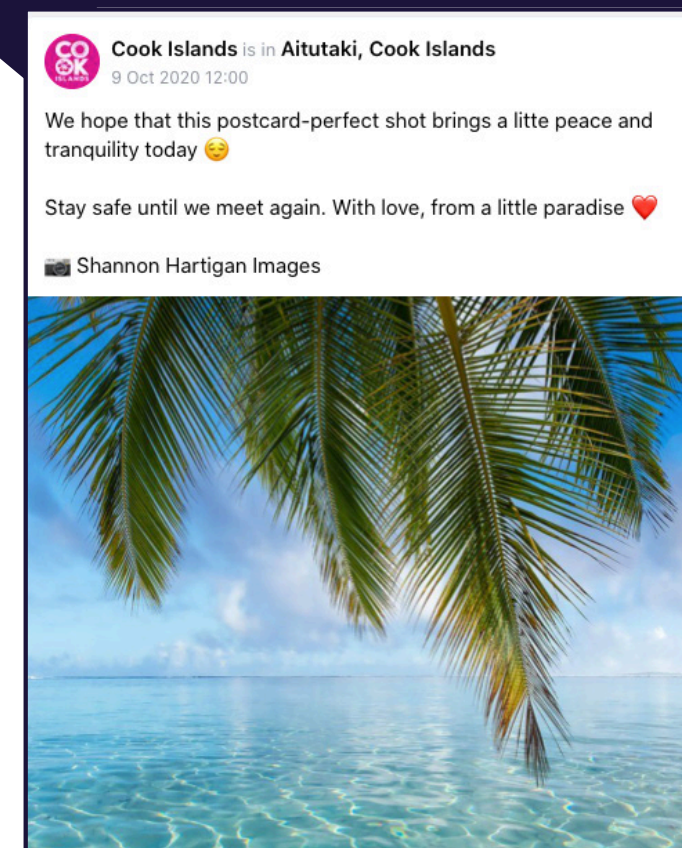 CO
OK
ISLANDS
Cook Islands is in Aitutaki, Cook Islands
9 Oct 2020 12:00
We hope that this postcard-perfect shot brings a litte peace and
tranquility today 😌
Stay safe until we meet again. With love, from a little paradise ❤️
📷 Shannon Hartigan Images